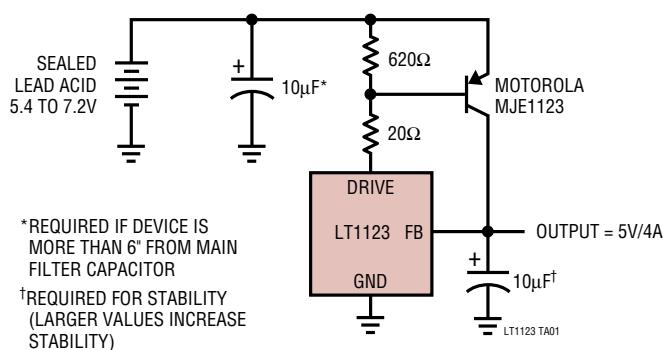 SEALED
LEAD ACID
5.4 TO 7.2V
+
10µF*
620Ω
MOTOROLA
MJE1123
20Ω
DRIVE
LT1123 FB
GND
OUTPUT = 5V/4A
+
10µF†
*REQUIRED IF DEVICE IS
MORE THAN 6" FROM MAIN
FILTER CAPACITOR
†REQUIRED FOR STABILITY
(LARGER VALUES INCREASE
STABILITY)
LT1123 TA01